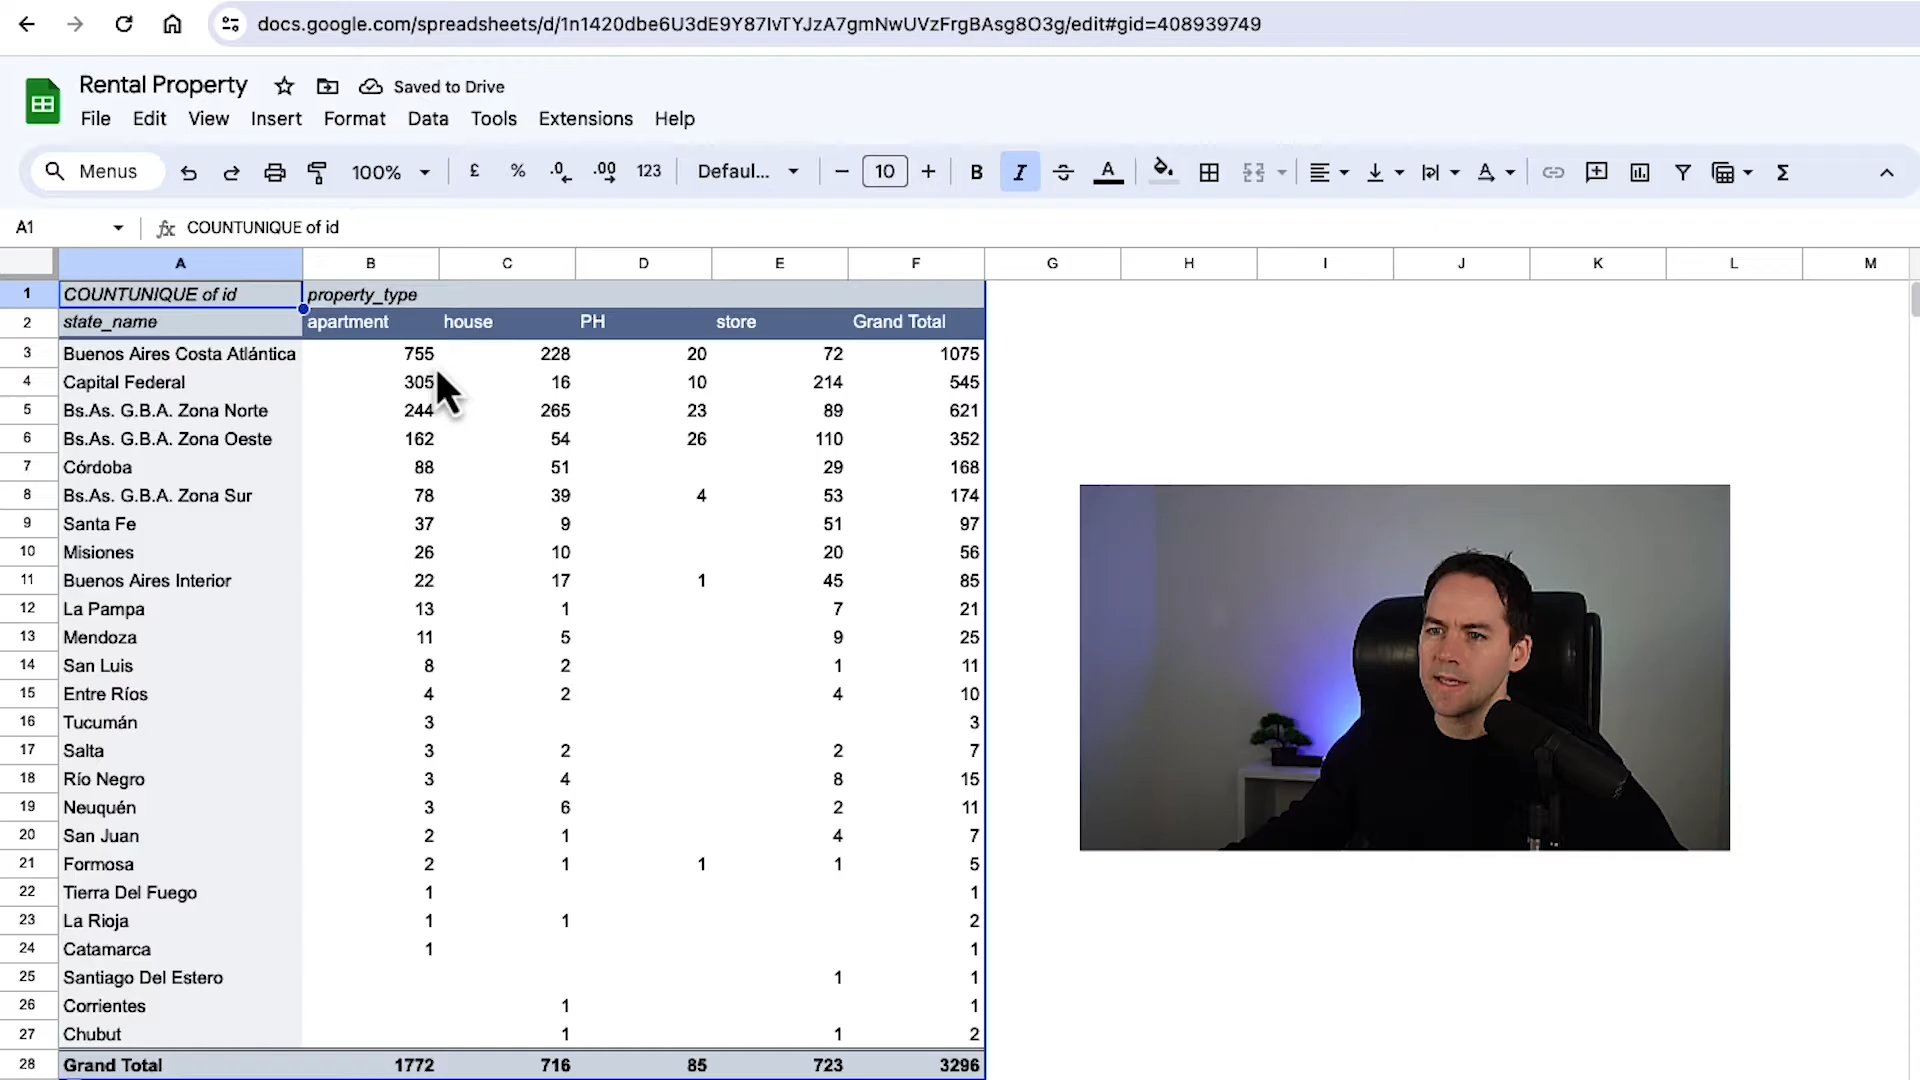 docs.google.com/spreadsheets/d/1n1420dbe6U3dE9Y87IvTYJzA7gmNwUVzFrgBAsg8O3g/edit#gid=408939749
Rental Property Saved to Drive
File Edit View Insert Format Data Tools Extensions Help
Menus 100% £ % .0 .00 123 Defaul... 10 B I A A Σ
A1 fx COUNTUNIQUE of id
A B C D E F G H I J K L M
1 COUNTUNIQUE of id property_type
2 state_name apartment house PH store Grand Total
3 Buenos Aires Costa Atlántica 755 228 20 72 1075
4 Capital Federal 305 16 10 214 545
5 Bs.As. G.B.A. Zona Norte 244 265 23 89 621
6 Bs.As. G.B.A. Zona Oeste 162 54 26 110 352
7 Córdoba 88 51 29 168
8 Bs.As. G.B.A. Zona Sur 78 39 4 53 174
9 Santa Fe 37 9 51 97
10 Misiones 26 10 20 56
11 Buenos Aires Interior 22 17 1 45 85
12 La Pampa 13 1 7 21
13 Mendoza 11 5 9 25
14 San Luis 8 2 1 11
15 Entre Ríos 4 2 4 10
16 Tucumán 3 3
17 Salta 3 2 2 7
18 Río Negro 3 4 8 15
19 Neuquén 3 6 2 11
20 San Juan 2 1 4 7
21 Formosa 2 1 1 1 5
22 Tierra Del Fuego 1 1
23 La Rioja 1 1 2
24 Catamarca 1 1
25 Santiago Del Estero 1 1
26 Corrientes 1 1
27 Chubut 1 1 2
28 Grand Total 1772 716 85 723 3296